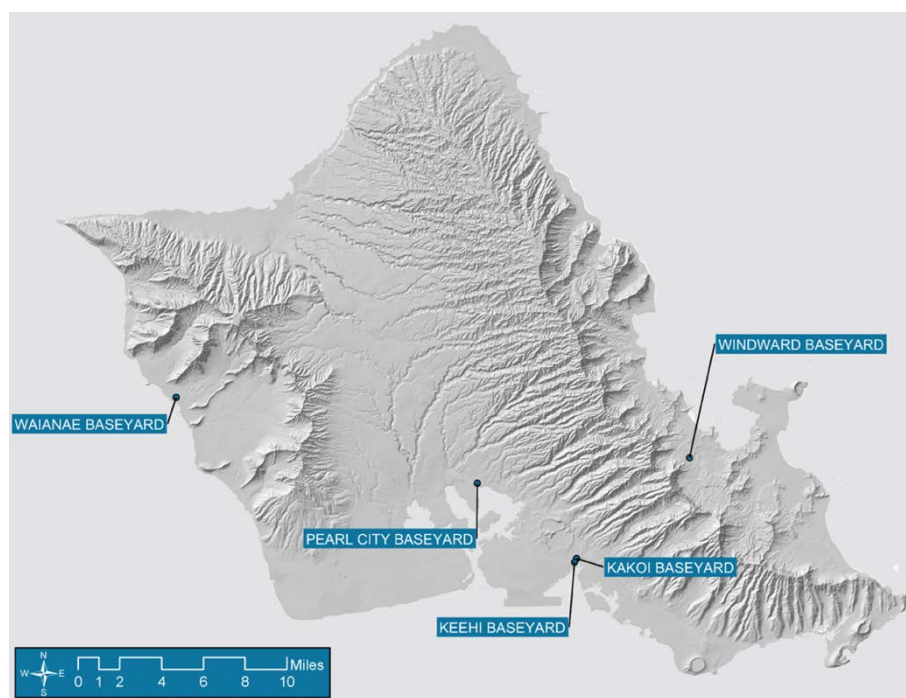 WINDWARD BASEYARD
WAIANAE BASEYARD
PEARL CITY BASEYARD
KAKOI BASEYARD
KEEHI BASEYARD
N
W E
S
Miles
0 1 2 4 6 8 10